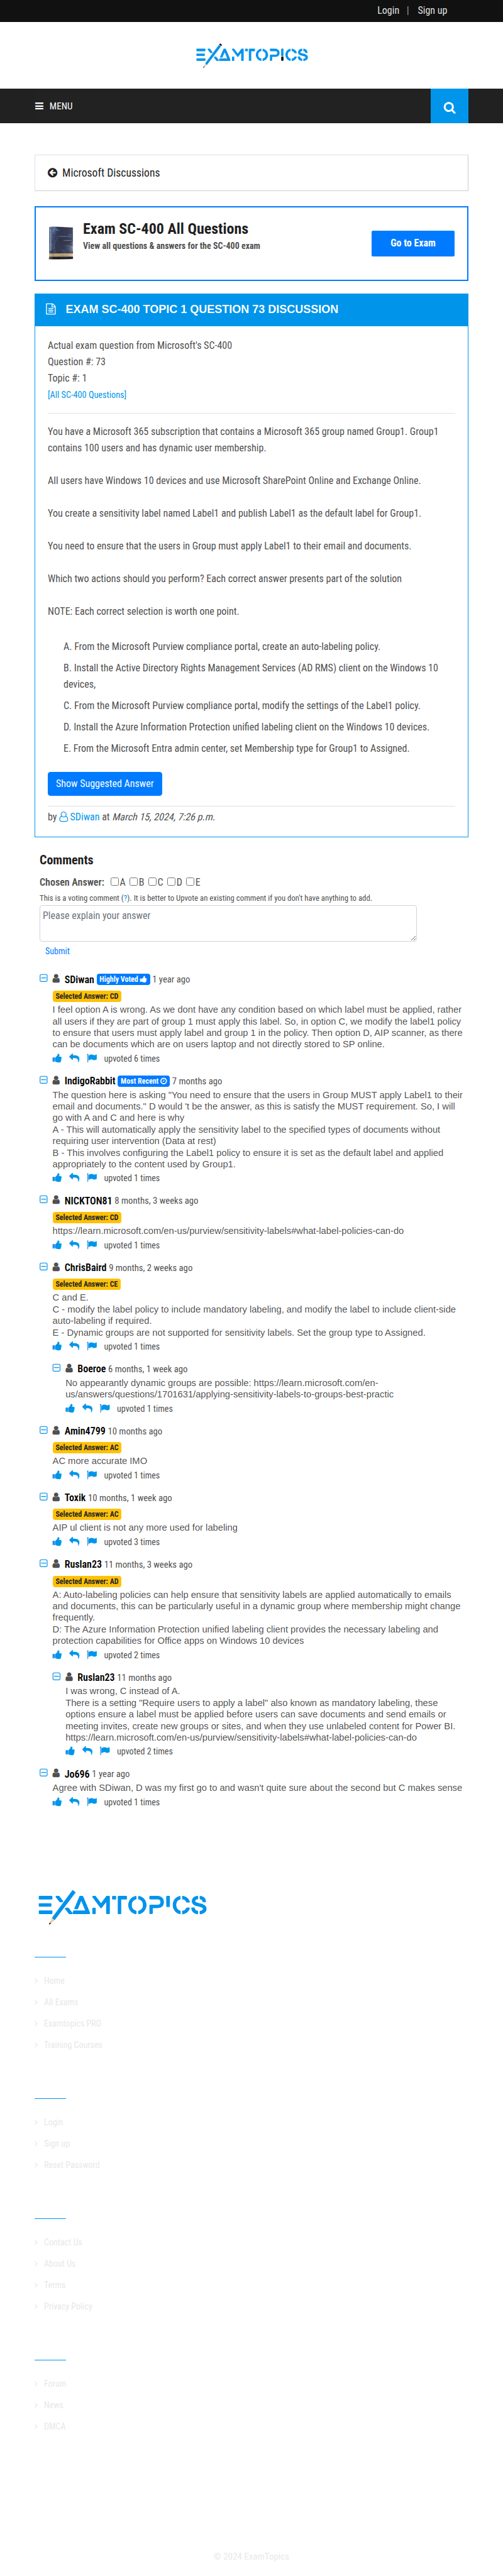 Login | Sign up
EXAMTOPICS
MENU
Microsoft Discussions
Exam SC-400 All Questions
View all questions & answers for the SC-400 exam
Go to Exam
EXAM SC-400 TOPIC 1 QUESTION 73 DISCUSSION
Actual exam question from Microsoft's SC-400
Question #: 73
Topic #: 1
[All SC-400 Questions]
You have a Microsoft 365 subscription that contains a Microsoft 365 group named Group1. Group1
contains 100 users and has dynamic user membership.
All users have Windows 10 devices and use Microsoft SharePoint Online and Exchange Online.
You create a sensitivity label named Label1 and publish Label1 as the default label for Group1.
You need to ensure that the users in Group must apply Label1 to their email and documents.
Which two actions should you perform? Each correct answer presents part of the solution
NOTE: Each correct selection is worth one point.
A. From the Microsoft Purview compliance portal, create an auto-labeling policy.
B. Install the Active Directory Rights Management Services (AD RMS) client on the Windows 10
devices,
C. From the Microsoft Purview compliance portal, modify the settings of the Label1 policy.
D. Install the Azure Information Protection unified labeling client on the Windows 10 devices.
E. From the Microsoft Entra admin center, set Membership type for Group1 to Assigned.
Show Suggested Answer
by SDiwan at March 15, 2024, 7:26 p.m.
Comments
Chosen Answer: A B C D E
This is a voting comment (?). It is better to Upvote an existing comment if you don't have anything to add.
Please explain your answer
Submit
SDiwan Highly Voted 1 year ago
Selected Answer: CD
I feel option A is wrong. As we dont have any condition based on which label must be applied, rather
all users if they are part of group 1 must apply this label. So, in option C, we modify the label1 policy
to ensure that users must apply label and group 1 in the policy. Then option D, AIP scanner, as there
can be documents which are on users laptop and not directly stored to SP online.
upvoted 6 times
IndigoRabbit Most Recent 7 months ago
The question here is asking "You need to ensure that the users in Group MUST apply Label1 to their
email and documents." D would 't be the answer, as this is satisfy the MUST requirement. So, I will
go with A and C and here is why
A - This will automatically apply the sensitivity label to the specified types of documents without
requiring user intervention (Data at rest)
B - This involves configuring the Label1 policy to ensure it is set as the default label and applied
appropriately to the content used by Group1.
upvoted 1 times
NICKTON81 8 months, 3 weeks ago
Selected Answer: CD
https://learn.microsoft.com/en-us/purview/sensitivity-labels#what-label-policies-can-do
upvoted 1 times
ChrisBaird 9 months, 2 weeks ago
Selected Answer: CE
C and E.
C - modify the label policy to include mandatory labeling, and modify the label to include client-side
auto-labeling if required.
E - Dynamic groups are not supported for sensitivity labels. Set the group type to Assigned.
upvoted 1 times
Boeroe 6 months, 1 week ago
No appearantly dynamic groups are possible: https://learn.microsoft.com/en-
us/answers/questions/1701631/applying-sensitivity-labels-to-groups-best-practic
upvoted 1 times
Amin4799 10 months ago
Selected Answer: AC
AC more accurate IMO
upvoted 1 times
Toxik 10 months, 1 week ago
Selected Answer: AC
AIP ul client is not any more used for labeling
upvoted 3 times
Ruslan23 11 months, 3 weeks ago
Selected Answer: AD
A: Auto-labeling policies can help ensure that sensitivity labels are applied automatically to emails
and documents, this can be particularly useful in a dynamic group where membership might change
frequently.
D: The Azure Information Protection unified labeling client provides the necessary labeling and
protection capabilities for Office apps on Windows 10 devices
upvoted 2 times
Ruslan23 11 months ago
I was wrong, C instead of A.
There is a setting "Require users to apply a label" also known as mandatory labeling, these
options ensure a label must be applied before users can save documents and send emails or
meeting invites, create new groups or sites, and when they use unlabeled content for Power BI.
https://learn.microsoft.com/en-us/purview/sensitivity-labels#what-label-policies-can-do
upvoted 2 times
Jo696 1 year ago
Agree with SDiwan, D was my first go to and wasn't quite sure about the second but C makes sense
upvoted 1 times
EXAMTOPICS
Home
All Exams
Examtopics PRO
Training Courses
Login
Sign up
Reset Password
Contact Us
About Us
Terms
Privacy Policy
Forum
News
DMCA
© 2024 ExamTopics